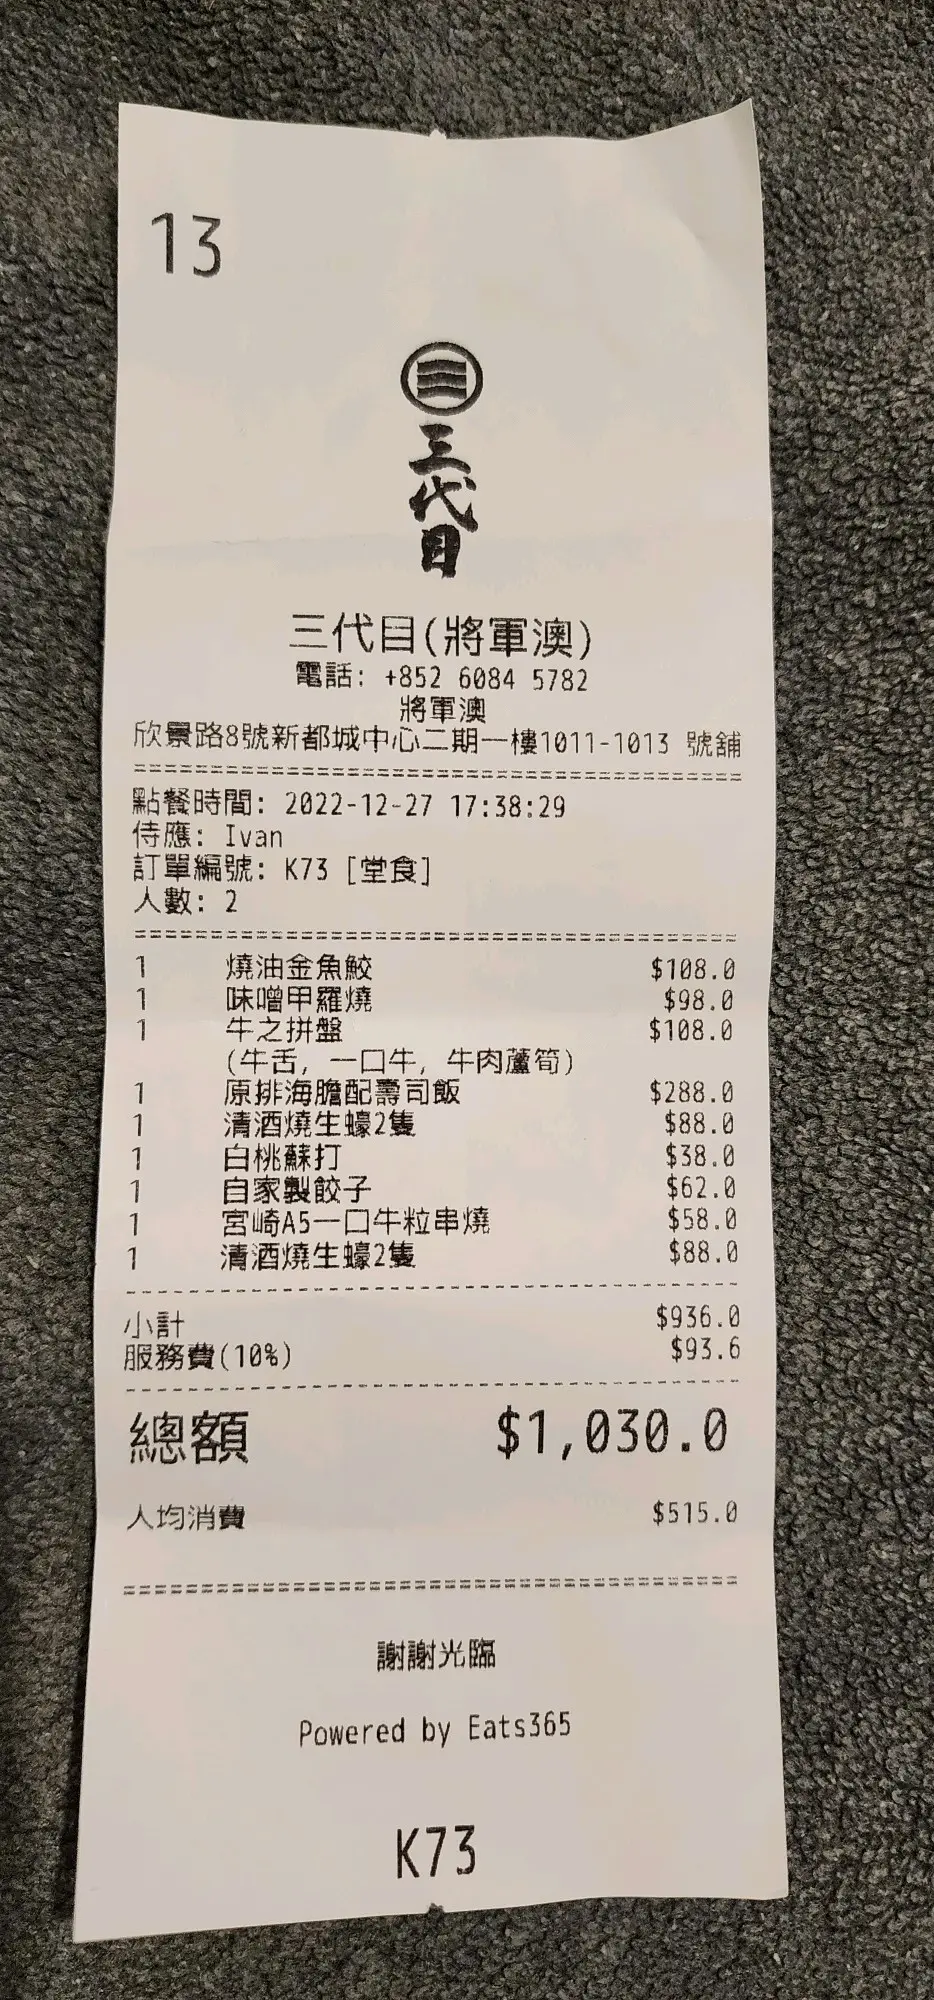 13
三代目
三代目(將軍澳)
電話: +852 6084 5782
將軍澳
欣景路8號新都城中心二期一樓1011-1013 號舖
點餐時間: 2022-12-27 17:38:29
侍應: Ivan
訂單編號: K73 [堂食]
人數: 2
1 燒油金魚鮫 $108.0
1 味噌甲羅燒 $98.0
1 牛之拼盤 $108.0
(牛舌, 一口牛, 牛肉蘆筍)
1 原排海膽配壽司飯 $288.0
1 清酒燒生蠔2隻 $88.0
1 白桃蘇打 $38.0
1 自家製餃子 $62.0
1 宮崎A5一口牛粒串燒 $58.0
1 清酒燒生蠔2隻 $88.0
小計 $936.0
服務費(10%) $93.6
總額 $1,030.0
人均消費 $515.0
謝謝光臨
Powered by Eats365
K73